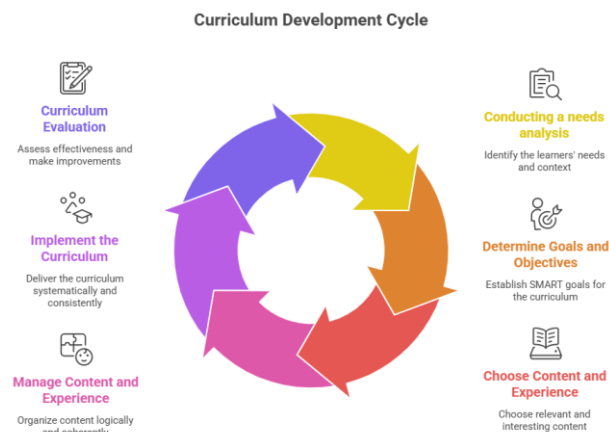 Curriculum Development Cycle
Curriculum
Evaluation
Assess effectiveness and
make improvements
Implement the
Curriculum
Deliver the curriculum
systematically and
consistently
Manage Content and
Experience
Organize content logically
and coherently
Conducting a needs
analysis
Identify the learners' needs
and context
Determine Goals and
Objectives
Establish SMART goals for
the curriculum
Choose Content and
Experience
Choose relevant and
interesting content